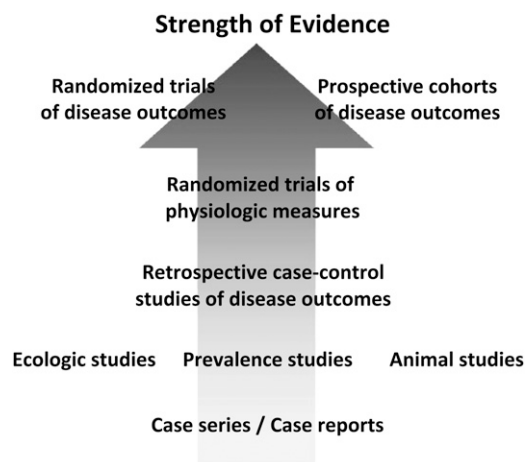 Strength of Evidence
Randomized trials
of disease outcomes
Prospective cohorts
of disease outcomes
Randomized trials of
physiologic measures
Retrospective case-control
studies of disease outcomes
Ecologic studies
Prevalence studies
Animal studies
Case series / Case reports